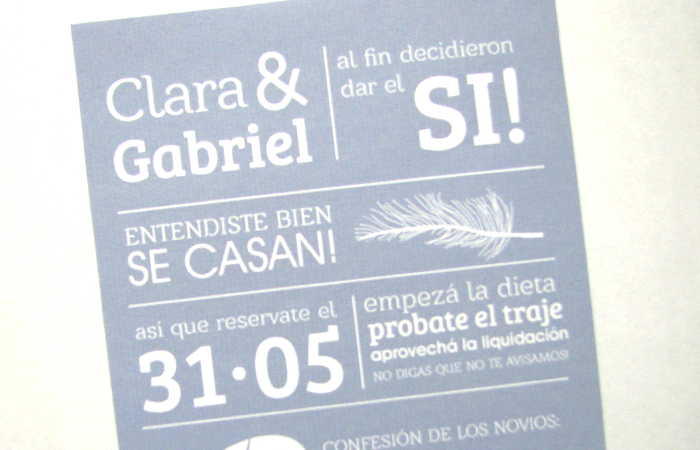 Clara &
Gabriel
al fin decidieron
dar el
SI!
ENTENDISTE BIEN
SE CASAN!
asi que reservate el
31·05
empezá la dieta
probate el traje
aprovechá la liquidación
NO DIGAS QUE NO TE AVISAMOS!
CONFESIÓN DE LOS NOVIOS: